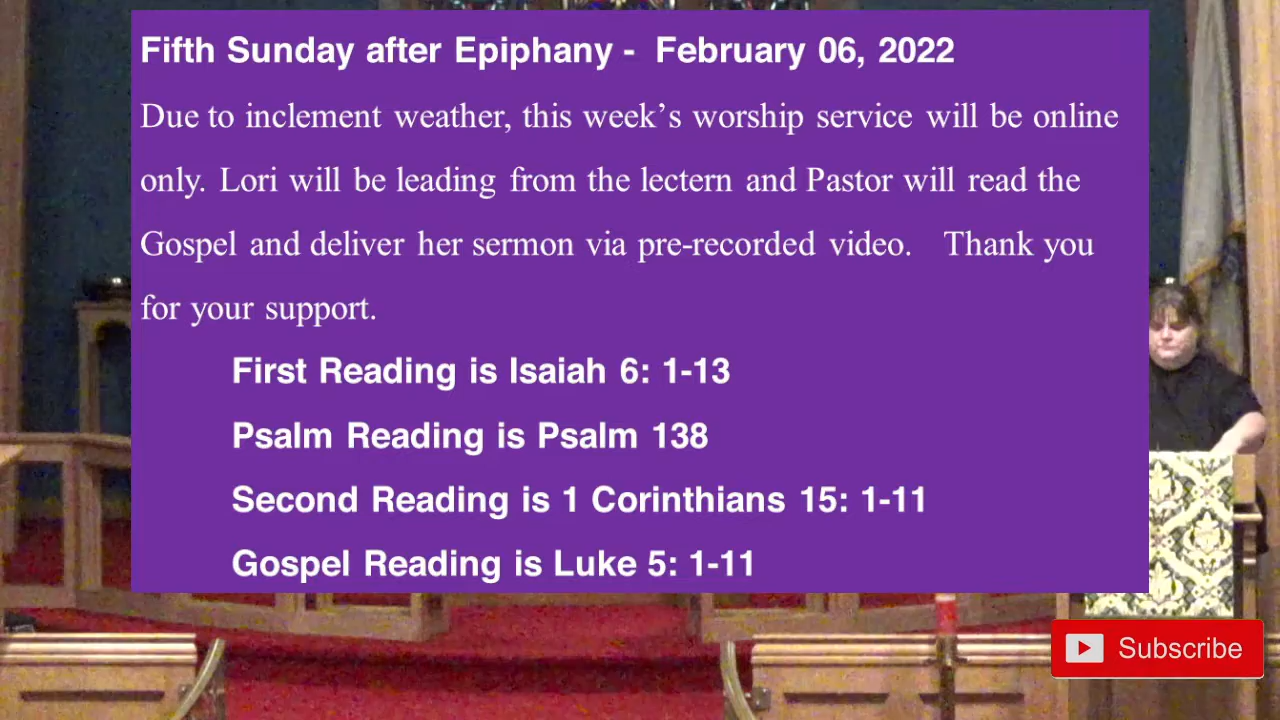 Fifth Sunday after Epiphany - February 06, 2022
Due to inclement weather, this week's worship service will be online
only. Lori will be leading from the lectern and Pastor will read the
Gospel and deliver her sermon via pre-recorded video. Thank you
for your support.
First Reading is Isaiah 6: 1-13
Psalm Reading is Psalm 138
Second Reading is 1 Corinthians 15: 1-11
Gospel Reading is Luke 5: 1-11
Subscribe